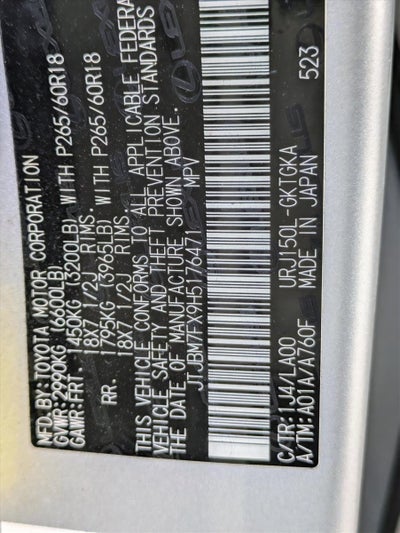 MFD.BY: TOYOTA MOTOR CORPORATION
GVWR:2990KG (6600LB)
GAWR:FRT. 1450KG (3200LB) WITH P265/60R18
18X7 1/2J RIMS.
RR. 1795KG (3965LB) WITH P265/60R18
18X7 1/2J RIMS.
THIS VEHICLE CONFORMS TO ALL APPLICABLE FEDERA
VEHICLE SAFETY AND THEFT PREVENTION STANDARDS
THE DATE OF MANUFACTURE SHOWN ABOVE.
JTJBM7FX9H5176471 MPV
C/TR:1J4/LA00 URJ150L-GKTGKA
A/TM:A01A/A760F MADE IN JAPAN 523